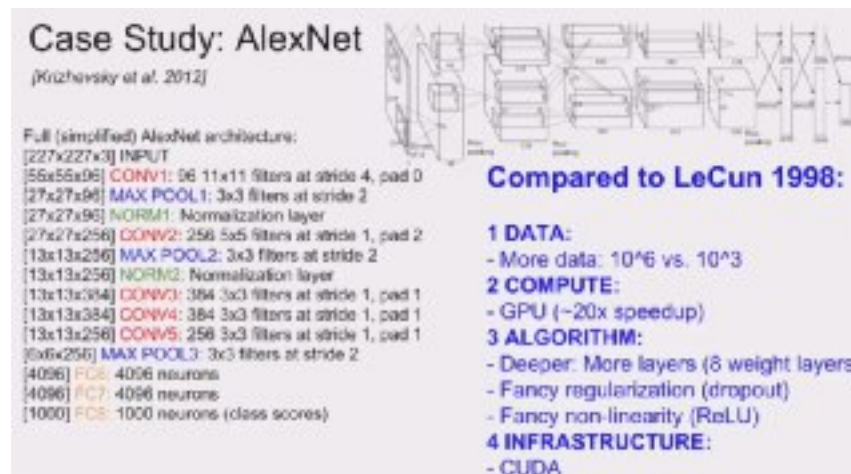 Case Study: AlexNet
[Krizhevsky et al. 2012]
Full (simplified) AlexNet architecture:
[227x227x3] INPUT
[55x55x96] CONV1: 96 11x11 filters at stride 4, pad 0
[27x27x96] MAX POOL1: 3x3 filters at stride 2
[27x27x96] NORM1: Normalization layer
[27x27x256] CONV2: 256 5x5 filters at stride 1, pad 2
[13x13x256] MAX POOL2: 3x3 filters at stride 2
[13x13x256] NORM2: Normalization layer
[13x13x384] CONV3: 384 3x3 filters at stride 1, pad 1
[13x13x384] CONV4: 384 3x3 filters at stride 1, pad 1
[13x13x256] CONV5: 256 3x3 filters at stride 1, pad 1
[6x6x256] MAX POOL3: 3x3 filters at stride 2
[4096] FC6: 4096 neurons
[4096] FC7: 4096 neurons
[1000] FC8: 1000 neurons (class scores)
Compared to LeCun 1998:
1 DATA:
- More data: 10^6 vs. 10^3
2 COMPUTE:
- GPU (~20x speedup)
3 ALGORITHM:
- Deeper: More layers (8 weight layers
- Fancy regularization (dropout)
- Fancy non-linearity (ReLU)
4 INFRASTRUCTURE:
- CUDA